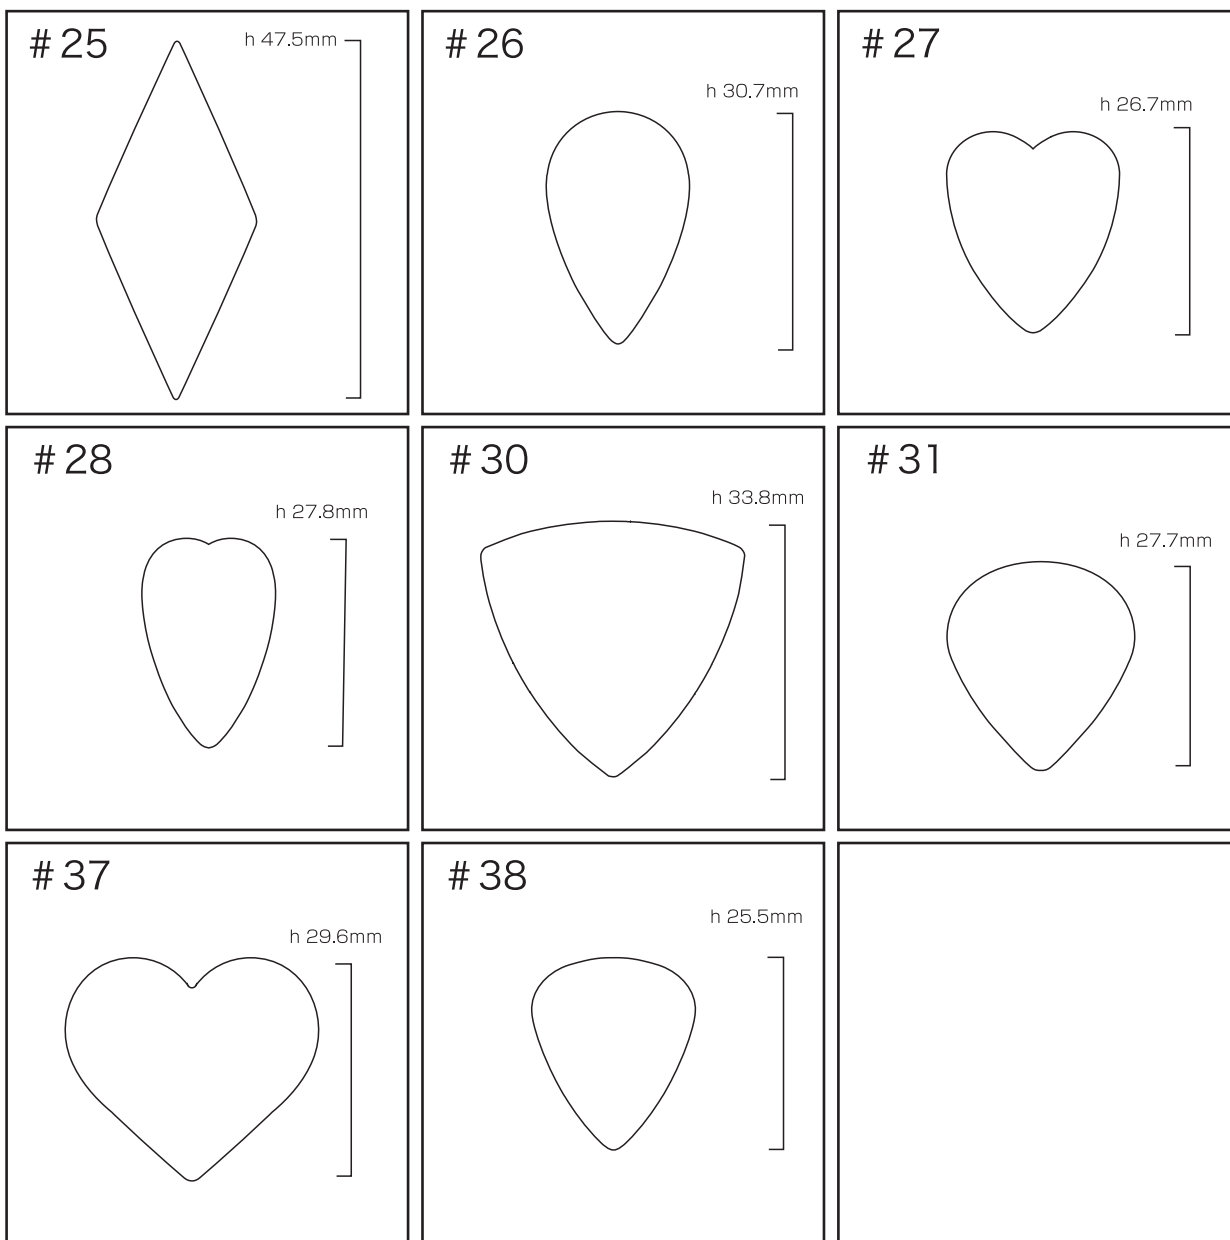 # 25
h 47.5mm
# 26
h 30.7mm
# 27
h 26.7mm
# 28
h 27.8mm
# 30
h 33.8mm
# 31
h 27.7mm
# 37
h 29.6mm
# 38
h 25.5mm